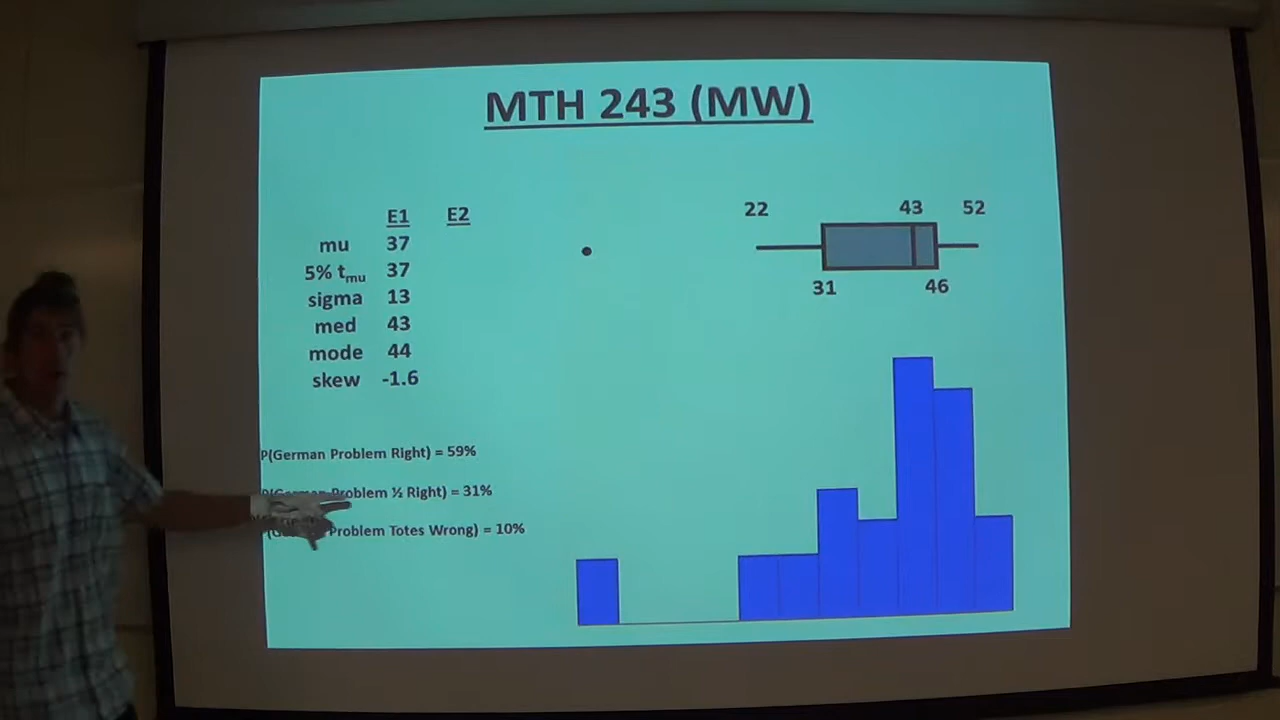 MTH 243 (MW)
E1 E2
mu 37
5% tmu 37
sigma 13
med 43
mode 44
skew -1.6
22 43 52
31 46
P(German Problem Right) = 59%
Problem ½ Right) = 31%
Problem Totes Wrong) = 10%